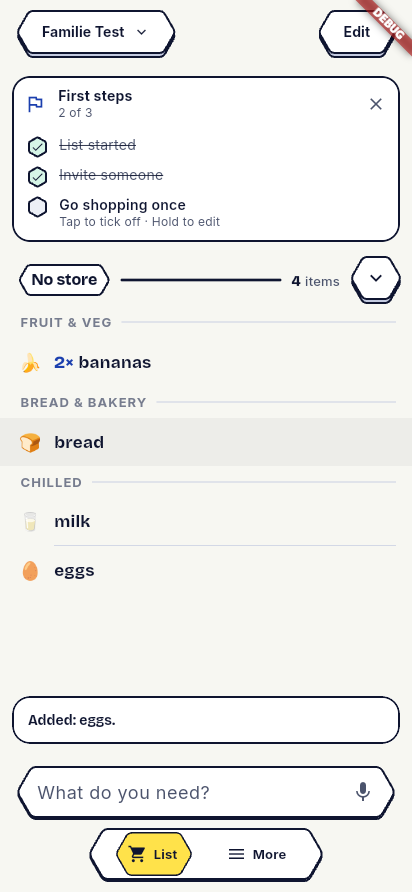 Familie Test
Edit
DEBUG
First steps
2 of 3
List started
Invite someone
Go shopping once
Tap to tick off · Hold to edit
No store
4 items
FRUIT & VEG
2× bananas
BREAD & BAKERY
bread
CHILLED
milk
eggs
Added: eggs.
What do you need?
List
More